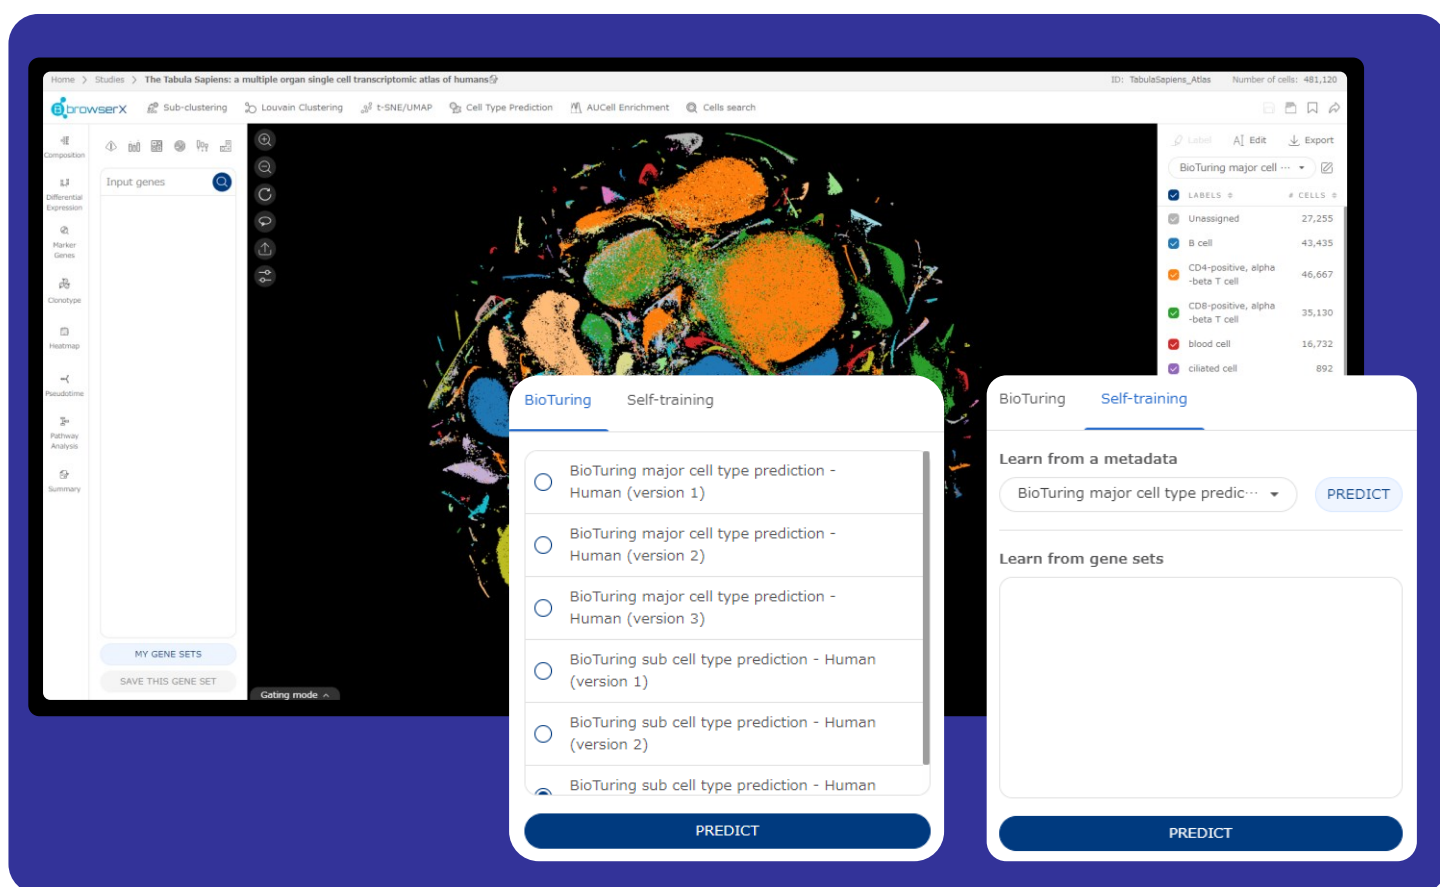 Home > Studies > The Tabula Sapiens: a multiple organ single cell transcriptomic atlas of humans
ID: TabulaSapiens_Atlas Number of cells: 481,120
browserX Sub-clustering Louvain Clustering t-SNE/UMAP Cell Type Prediction AUCell Enrichment Cells search
Composition
Differential
Expression
Marker
Genes
Clonotype
Heatmap
Pseudotime
Pathway
Analysis
Summary
Input genes
MY GENE SETS
SAVE THIS GENE SET
Gating mode
Label Edit Export
BioTuring major cell ···
LABELS # CELLS
Unassigned 27,255
B cell 43,435
CD4-positive, alpha
-beta T cell 46,667
CD8-positive, alpha
-beta T cell 35,130
blood cell 16,732
ciliated cell 892
BioTuring Self-training
BioTuring major cell type prediction -
Human (version 1)
BioTuring major cell type prediction -
Human (version 2)
BioTuring major cell type prediction -
Human (version 3)
BioTuring sub cell type prediction - Human
(version 1)
BioTuring sub cell type prediction - Human
(version 2)
BioTuring sub cell type prediction - Human
PREDICT
BioTuring Self-training
Learn from a metadata
BioTuring major cell type predic··· PREDICT
Learn from gene sets
PREDICT